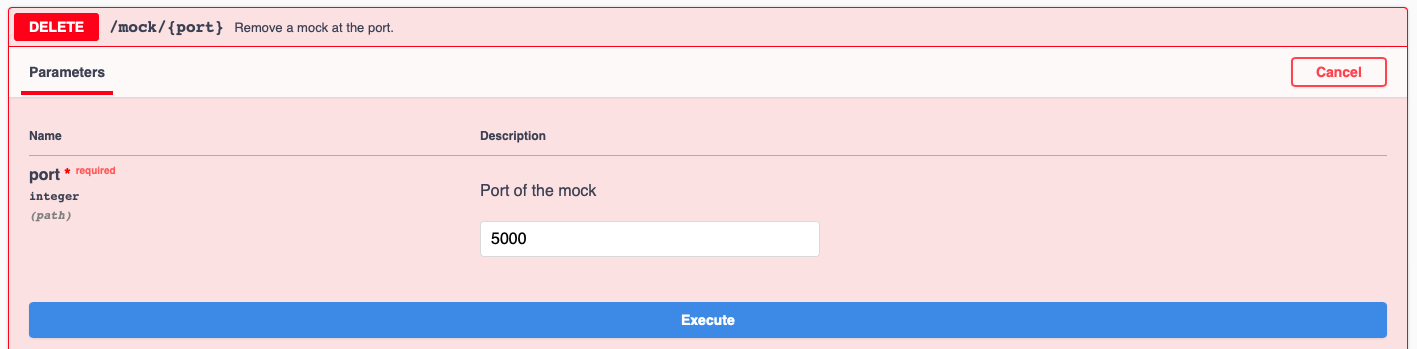 DELETE /mock/{port} Remove a mock at the port.
Parameters Cancel
Name Description
port * required
integer
(path)
Port of the mock
5000
Execute